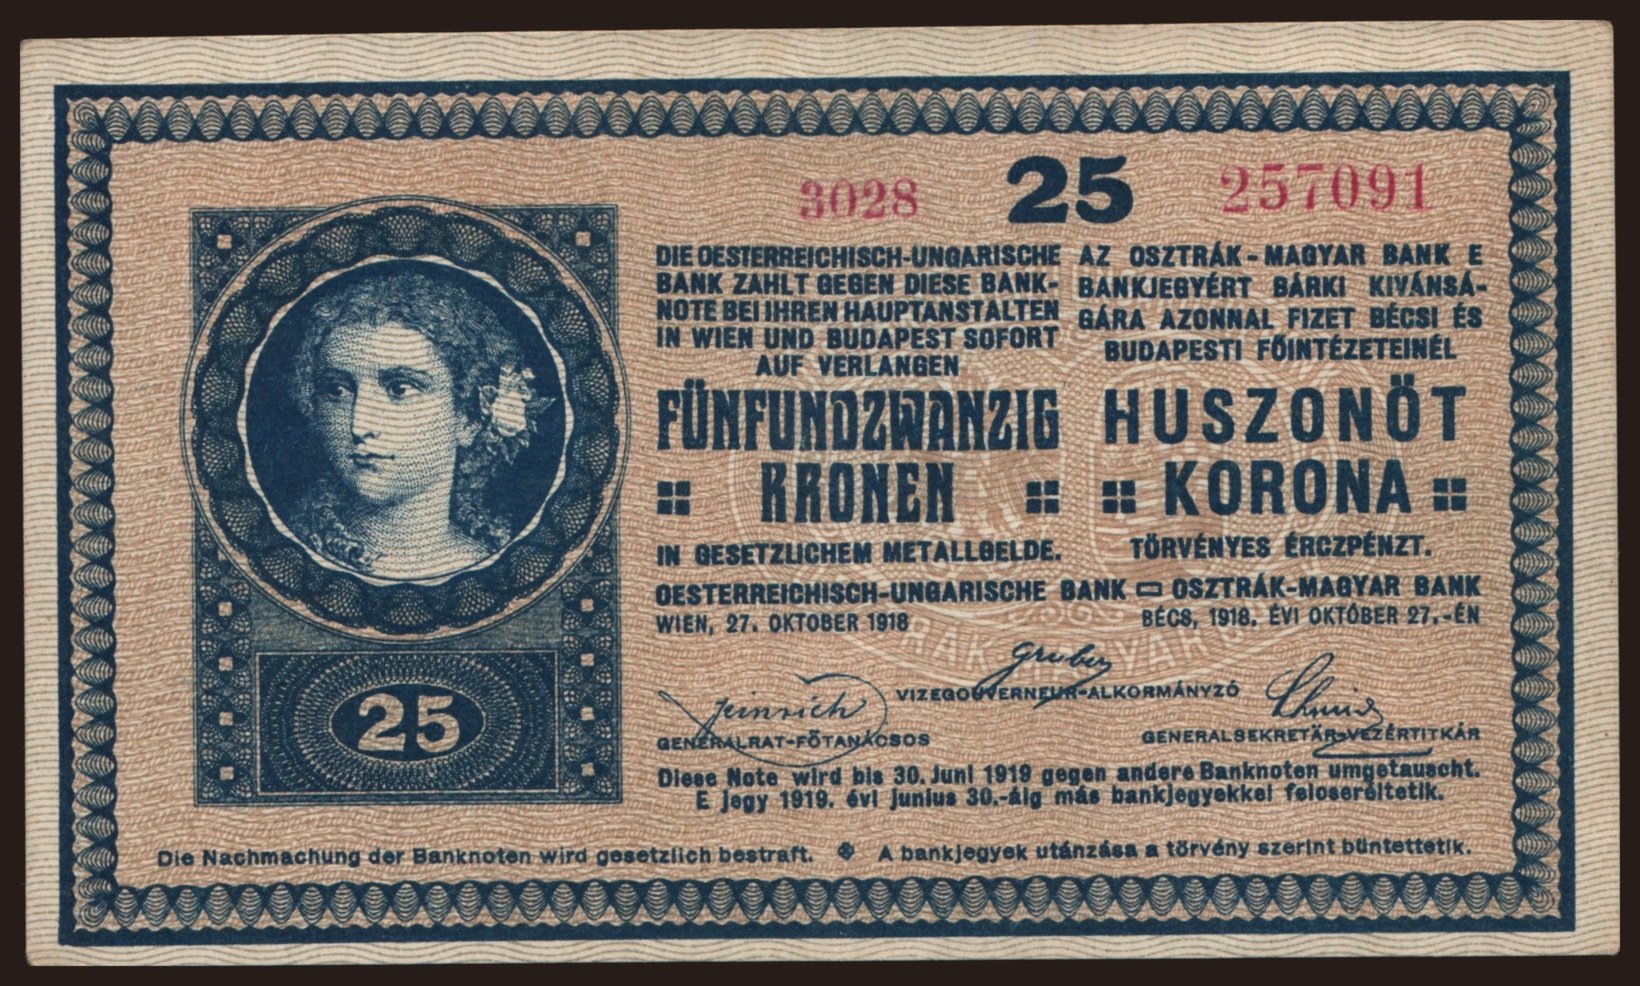 3028 25 257091
DIE OESTERREICHISCH-UNGARISCHE
BANK ZAHLT GEGEN DIESE BANK-
NOTE BEI IHREN HAUPTANSTALTEN
IN WIEN UND BUDAPEST SOFORT
AUF VERLANGEN
FÜNFUNDZWANZIG
KRONEN
IN GESETZLICHEM METALLGELDE.
AZ OSZTRÁK-MAGYAR BANK E
BANKJEGYÉRT BÁRKI KIVÁNSÁ-
GÁRA AZONNAL FIZET BÉCSI ÉS
BUDAPESTI FŐINTÉZETEINÉL
HUSZONÖT
KORONA
TÖRVÉNYES ÉRCZPÉNZT.
OESTERREICHISCH-UNGARISCHE BANK OSZTRÁK-MAGYAR BANK
WIEN, 27. OKTOBER 1918
BÉCS, 1918. ÉVI OKTÓBER 27.-ÉN
Gruber
VIZEGOUVERNEUR-ALKORMÁNYZÓ
GENERALRAT-FŐTANÁCSOS
GENERALSEKRETÄR-VEZÉRTITKÁR
25
Diese Note wird bis 30. Juni 1919 gegen andere Banknoten umgetauscht.
E jegy 1919. évi junius 30.-áig más bankjegyekkel felcseréltetik.
Die Nachmachung der Banknoten wird gesetzlich bestraft. A bankjegyek utánzása a törvény szerint büntettetik.